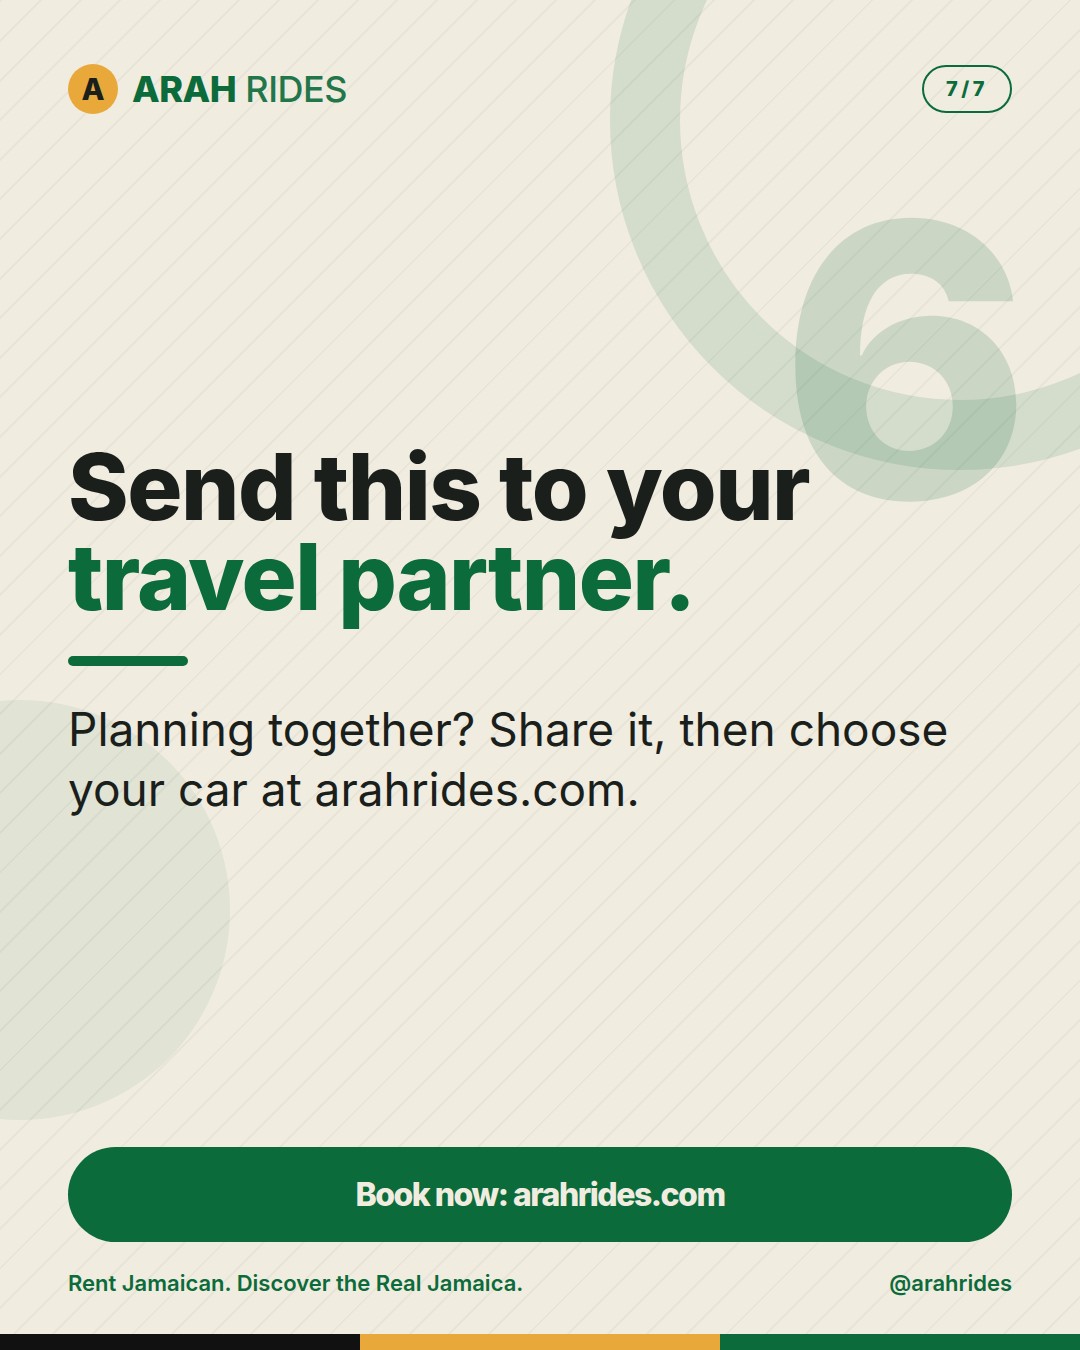 A ARAH RIDES
7/7
6
Send this to your
travel partner.
Planning together? Share it, then choose
your car at arahrides.com.
Book now: arahrides.com
Rent Jamaican. Discover the Real Jamaica.
@arahrides